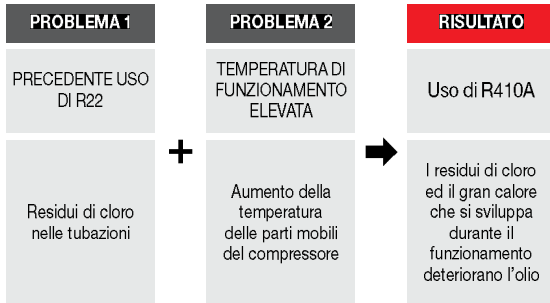 PROBLEMA 1
PRECEDENTE USO
DI R22
Residui di cloro
nelle tubazioni
+
PROBLEMA 2
TEMPERATURA DI
FUNZIONAMENTO
ELEVATA
Aumento della
temperatura
delle parti mobili
del compressore
RISULTATO
Uso di R410A
I residui di cloro
ed il gran calore
che si sviluppa
durante il
funzionamento
deteriorano l'olio